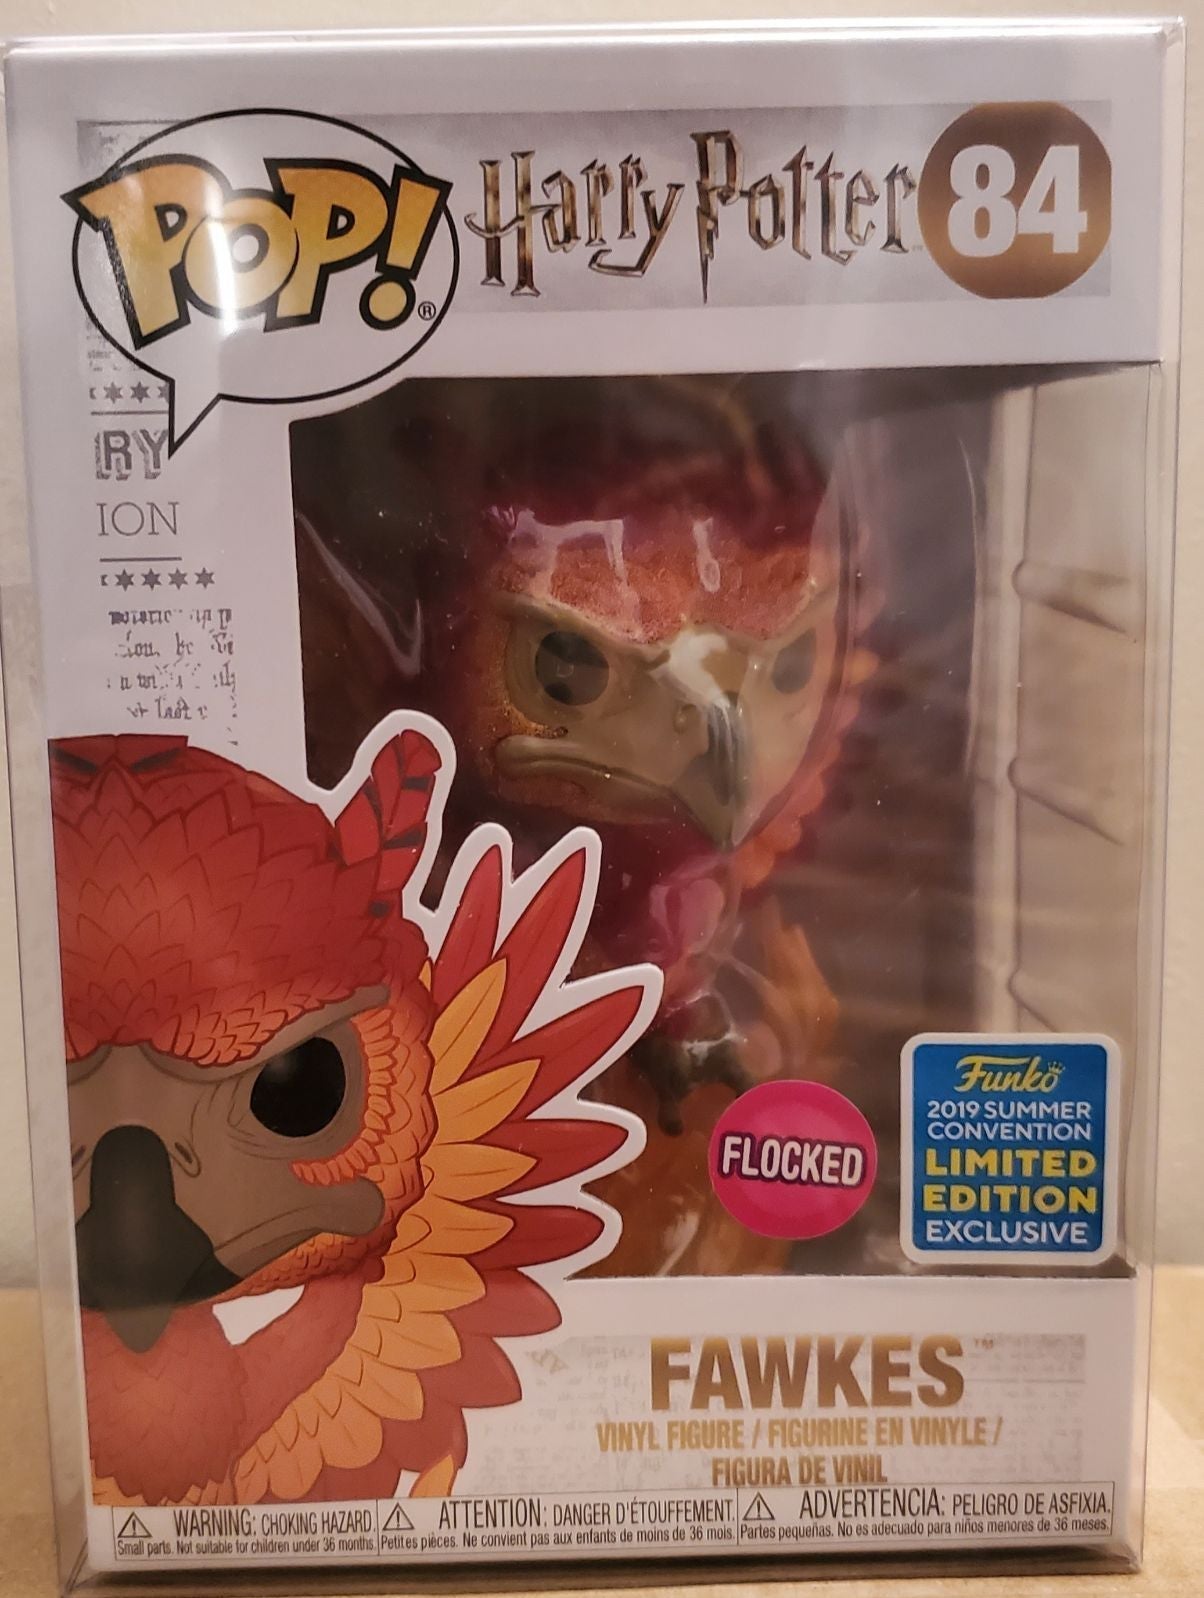 POP!®
Harry Potter™
84
RY
ION
FLOCKED
Funko
2019 SUMMER
CONVENTION
LIMITED
EDITION
EXCLUSIVE
FAWKES™
VINYL FIGURE / FIGURINE EN VINYLE /
FIGURA DE VINIL
WARNING: CHOKING HAZARD.
Small parts. Not suitable for children under 36 months.
ATTENTION: DANGER D'ÉTOUFFEMENT.
Petites pièces. Ne convient pas aux enfants de moins de 36 mois.
ADVERTENCIA: PELIGRO DE ASFIXIA.
Partes pequeñas. No es adecuado para niños menores de 36 meses.